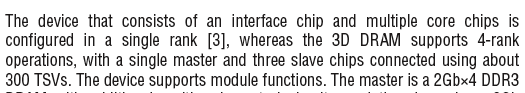 The device that consists of an interface chip and multiple core chips is
configured in a single rank [3], whereas the 3D DRAM supports 4-rank
operations, with a single master and three slave chips connected using about
300 TSVs. The device supports module functions. The master is a 2Gb×4 DDR3